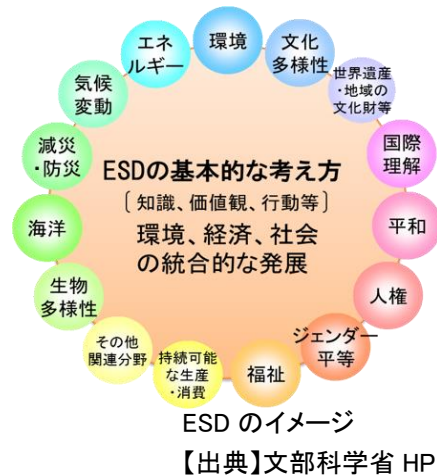 環境
文化
多様性
世界遺産
・地域の
文化財等
国際
理解
平和
人権
ジェンダー
平等
福祉
持続可能
な生産
・消費
その他
関連分野
生物
多様性
海洋
減災
・防災
気候
変動
エネ
ルギー
ESDの基本的な考え方
〔知識、価値観、行動等〕
環境、経済、社会
の統合的な発展
ESD のイメージ
【出典】文部科学省 HP